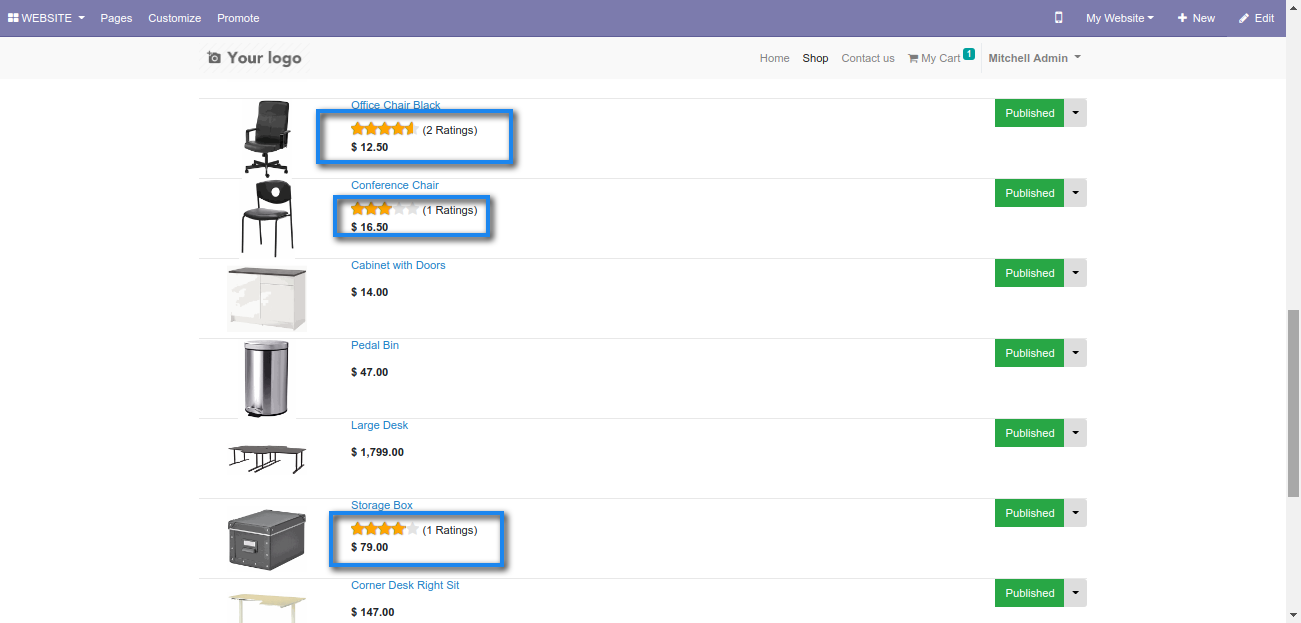 WEBSITE Pages Customize Promote My Website New Edit
Your logo Home Shop Contact us My Cart 1 Mitchell Admin
Office Chair Black Published
(2 Ratings)
$ 12.50
Conference Chair Published
(1 Ratings)
$ 16.50
Cabinet with Doors Published
$ 14.00
Pedal Bin Published
$ 47.00
Large Desk Published
$ 1,799.00
Storage Box Published
(1 Ratings)
$ 79.00
Corner Desk Right Sit Published
$ 147.00